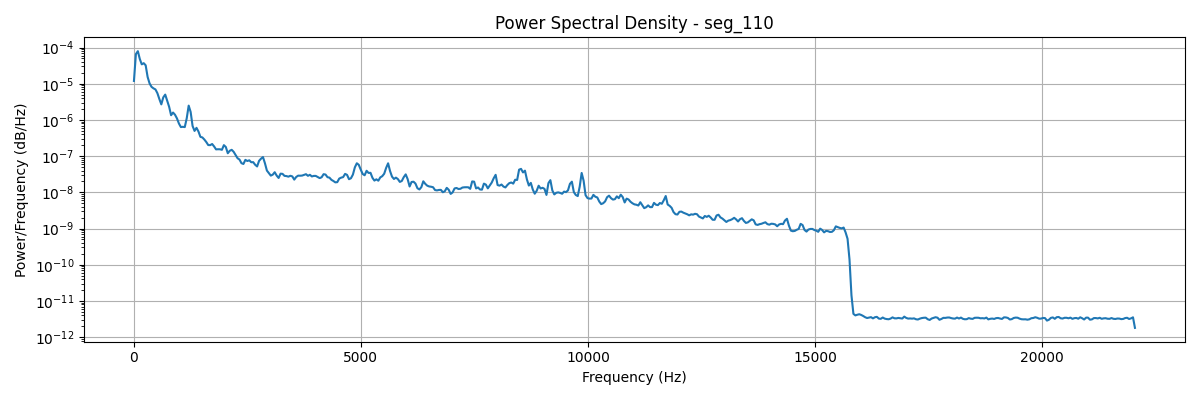 Power Spectral Density - seg_110
Power/Frequency (dB/Hz)
10⁻⁴
10⁻⁵
10⁻⁶
10⁻⁷
10⁻⁸
10⁻⁹
10⁻¹⁰
10⁻¹¹
10⁻¹²
0 5000 10000 15000 20000
Frequency (Hz)